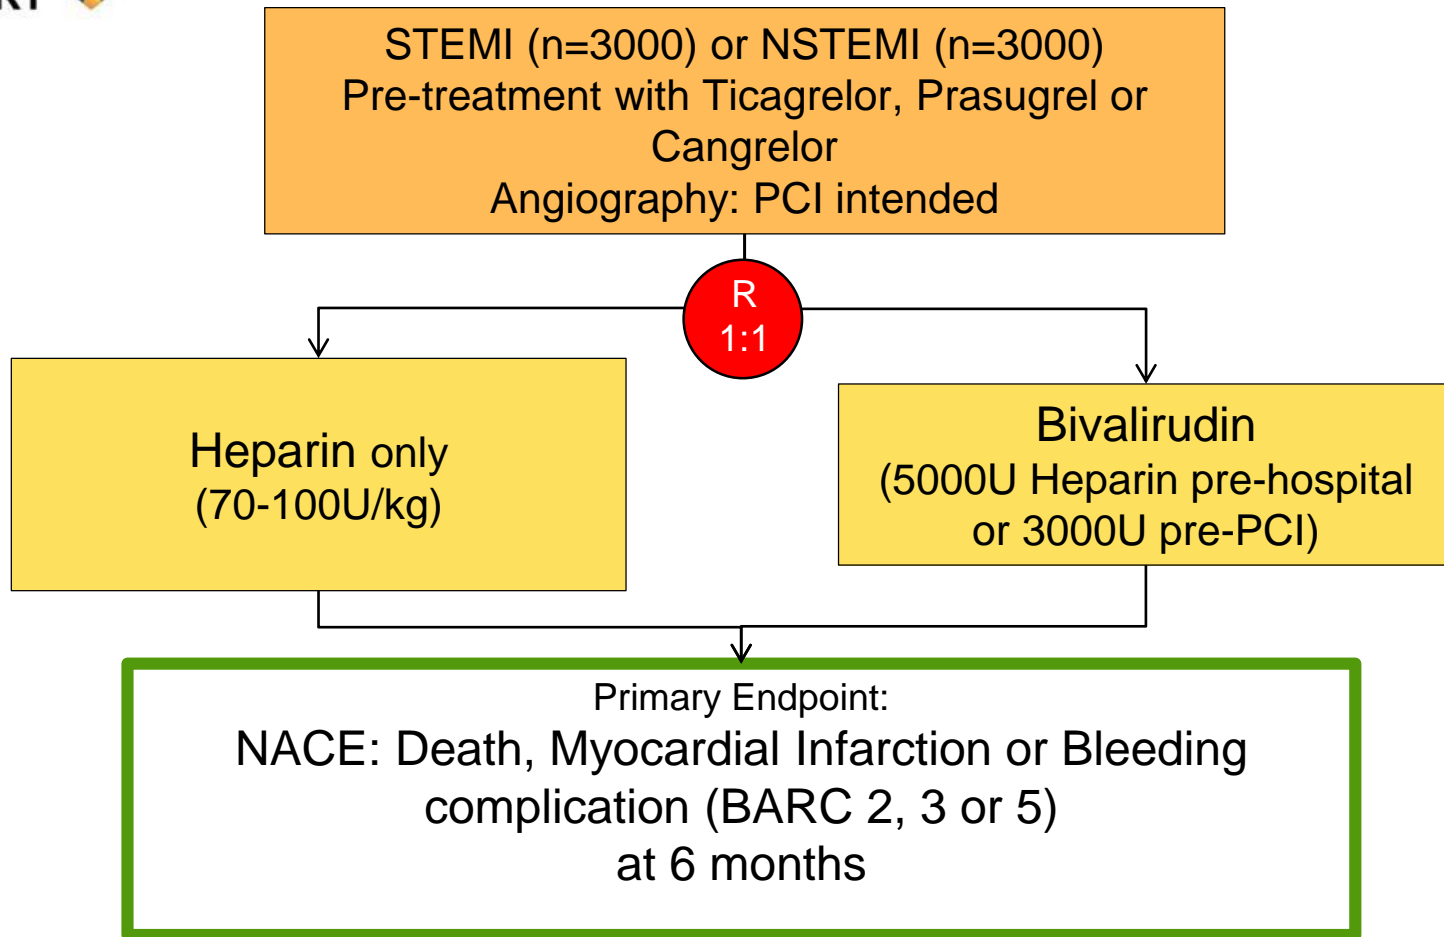 STEMI (n=3000) or NSTEMI (n=3000)
Pre-treatment with Ticagrelor, Prasugrel or
Cangrelor
Angiography: PCI intended
R
1:1
Heparin only
(70-100U/kg)
Bivalirudin
(5000U Heparin pre-hospital
or 3000U pre-PCI)
Primary Endpoint:
NACE: Death, Myocardial Infarction or Bleeding
complication (BARC 2, 3 or 5)
at 6 months